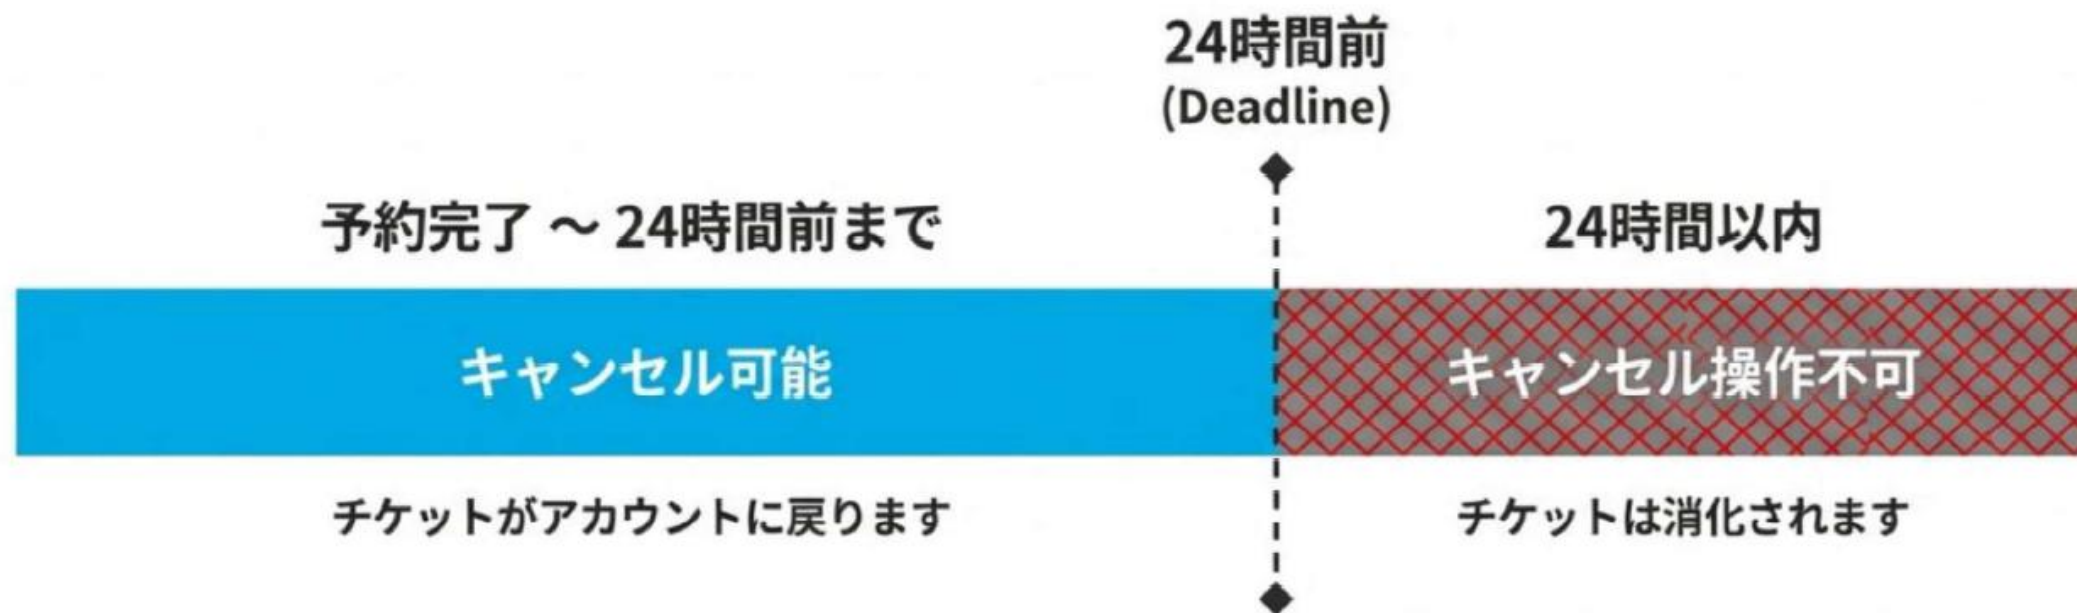 24時間前
(Deadline)
予約完了 ～ 24時間前まで
24時間以内
キャンセル可能
キャンセル操作不可
チケットがアカウントに戻ります
チケットは消化されます